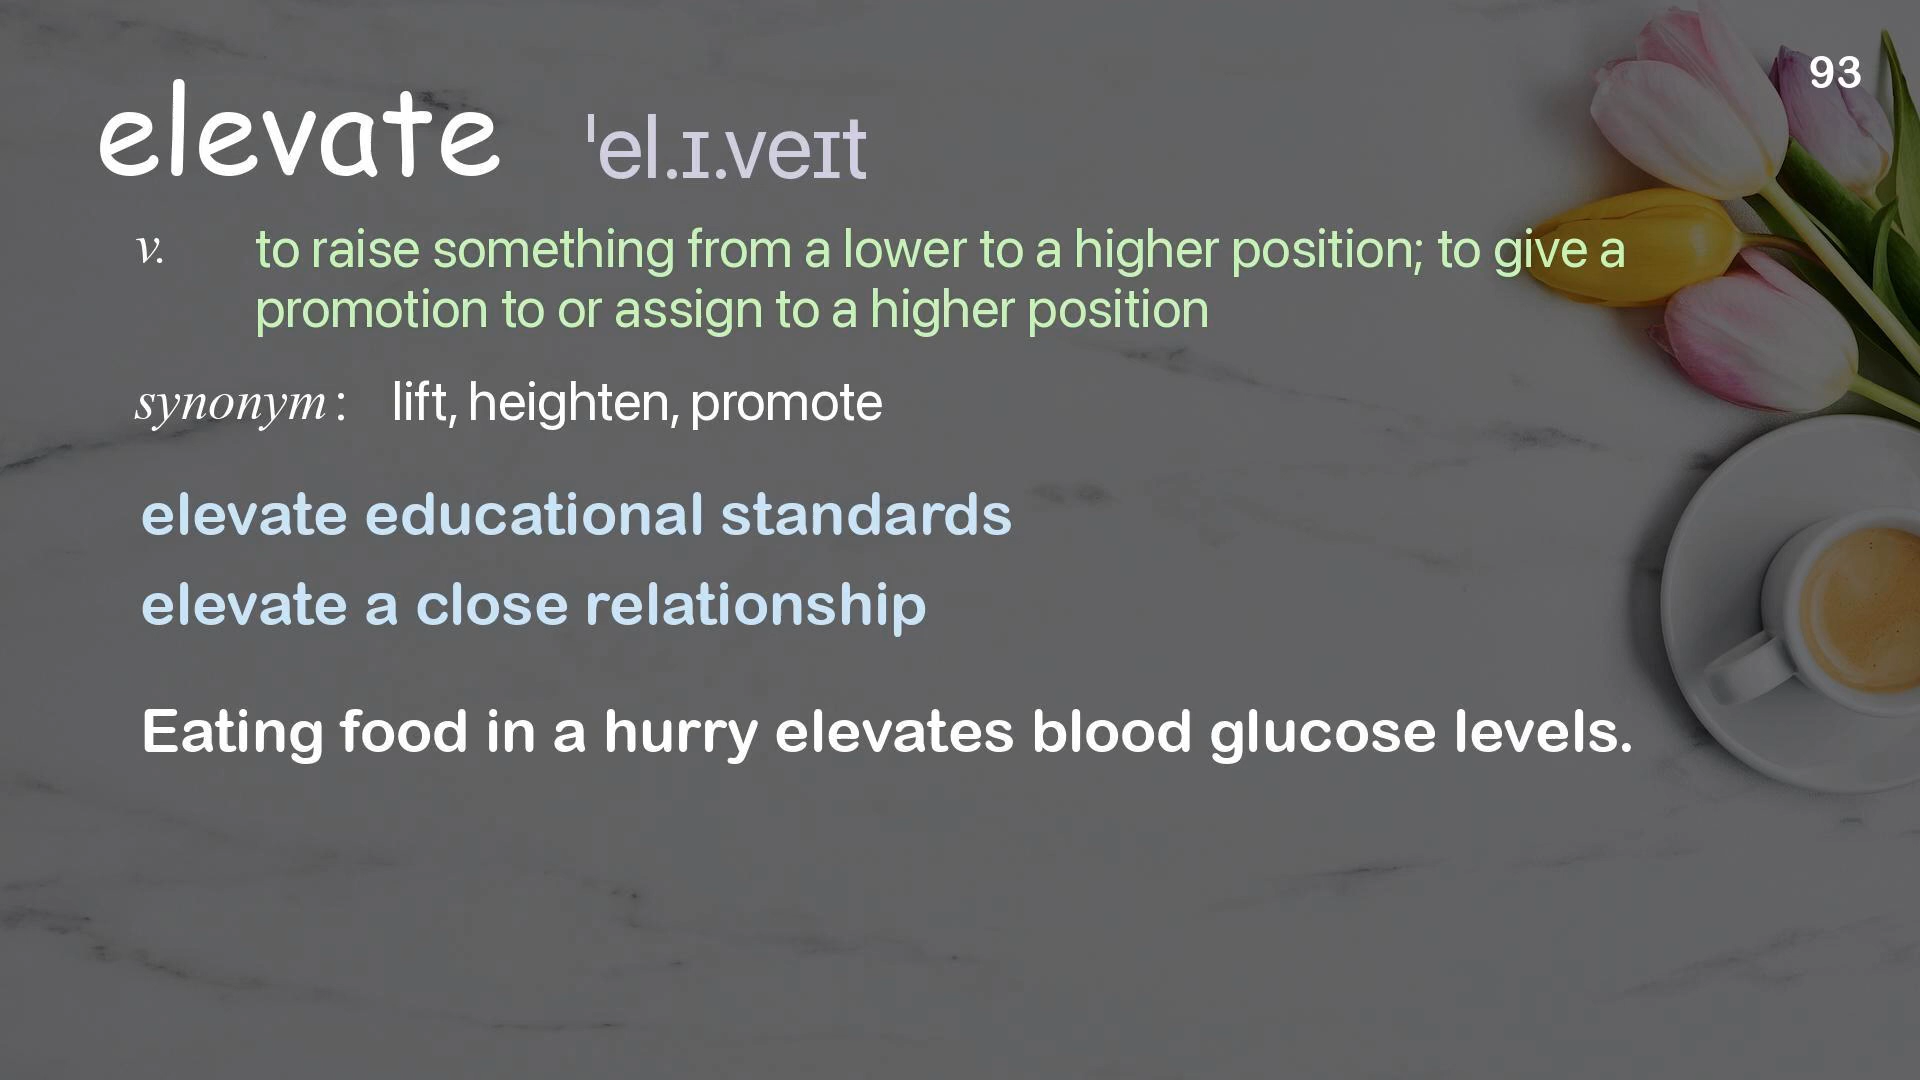 93
elevate ˈel.ɪ.veɪt
v. to raise something from a lower to a higher position; to give a
promotion to or assign to a higher position
synonym: lift, heighten, promote
elevate educational standards
elevate a close relationship
Eating food in a hurry elevates blood glucose levels.